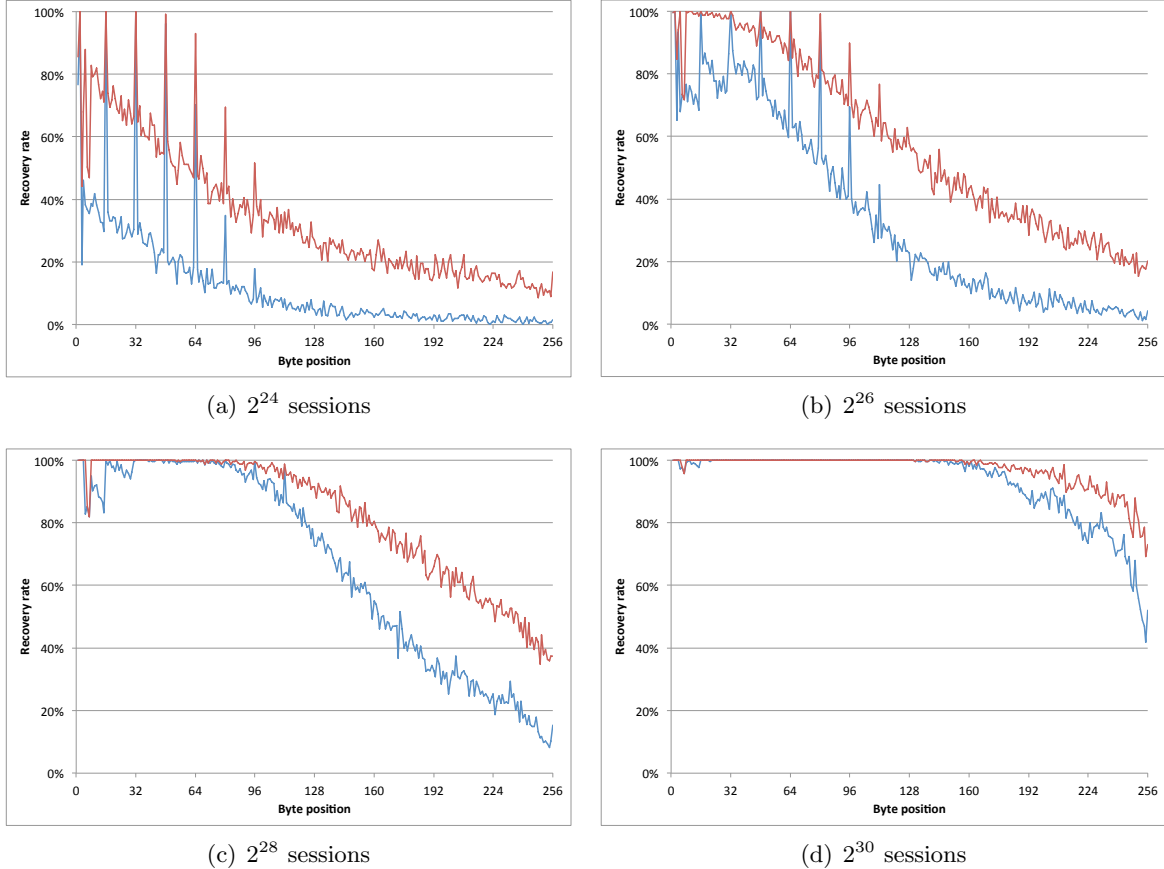 100%
80%
60%
40%
20%
0%
Recovery rate
0 32 64 96 128 160 192 224 256
Byte position
(a) 2^24 sessions
100%
80%
60%
40%
20%
0%
Recovery rate
0 32 64 96 128 160 192 224 256
Byte position
(b) 2^26 sessions
100%
80%
60%
40%
20%
0%
Recovery rate
0 32 64 96 128 160 192 224 256
Byte position
(c) 2^28 sessions
100%
80%
60%
40%
20%
0%
Recovery rate
0 32 64 96 128 160 192 224 256
Byte position
(d) 2^30 sessions